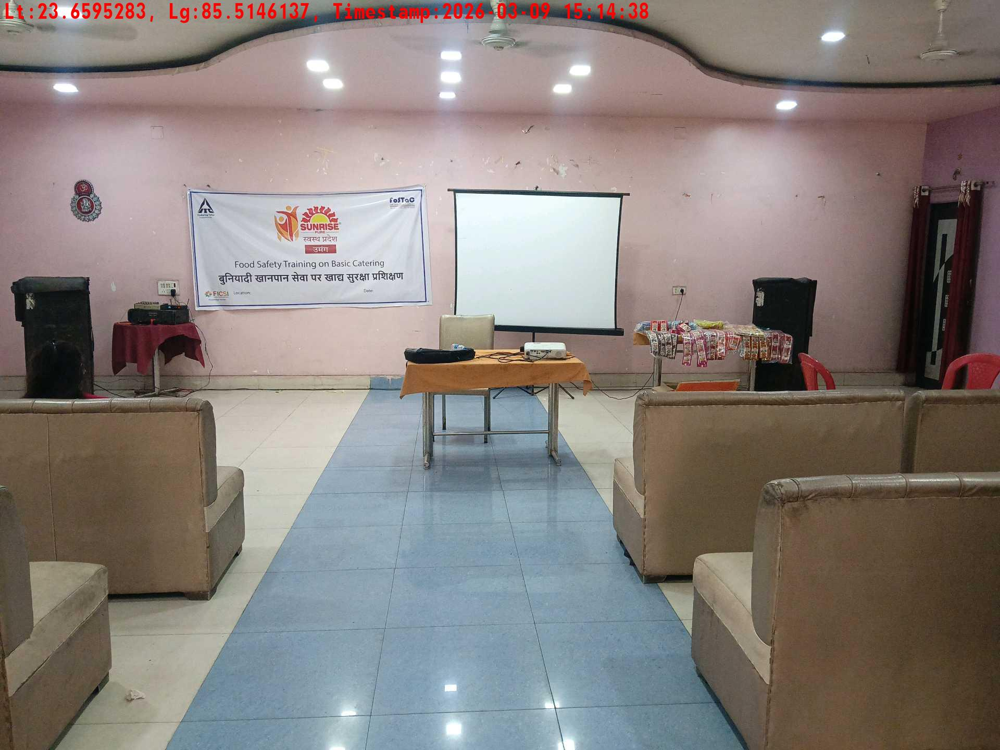 Lt:23.6595283, Lg:85.5146137, Timestamp:2026-03-09 15:14:38
ITC
FoSTaC
SUNRISE
PURE
स्वस्थ प्रदेश
उमंग
Food Safety Training on Basic Catering
बुनियादी खानपान सेवा पर खाद्य सुरक्षा प्रशिक्षण
FICSI
Location:
Date:
ॐ